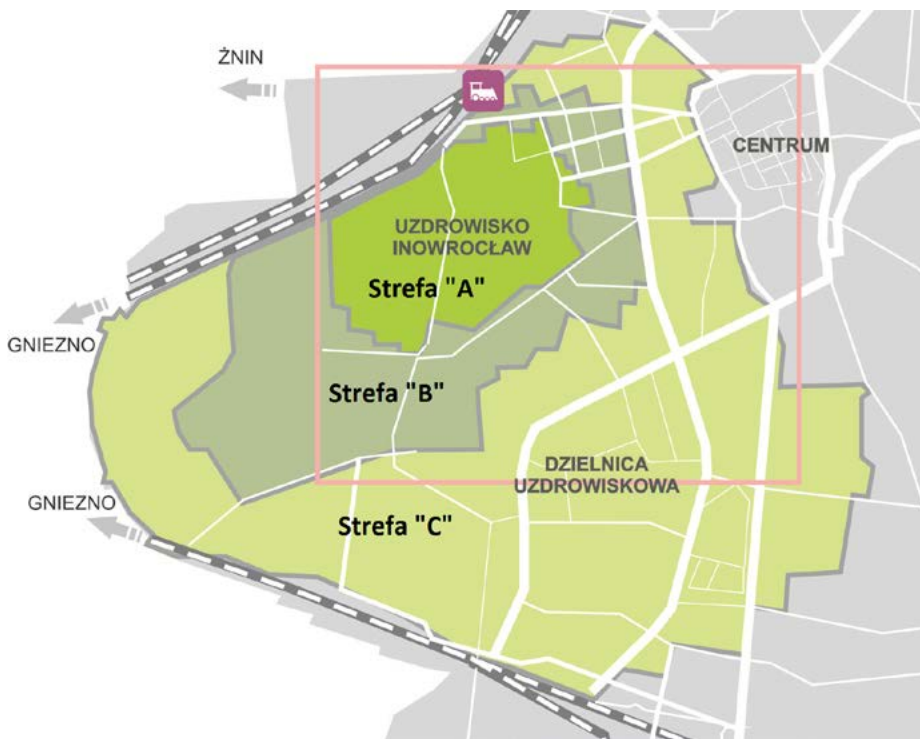 ŻNIN
CENTRUM
UZDROWISKO
INOWROCŁAW
Strefa "A"
GNIEZNO
Strefa "B"
DZIELNICA
UZDROWISKOWA
GNIEZNO
Strefa "C"